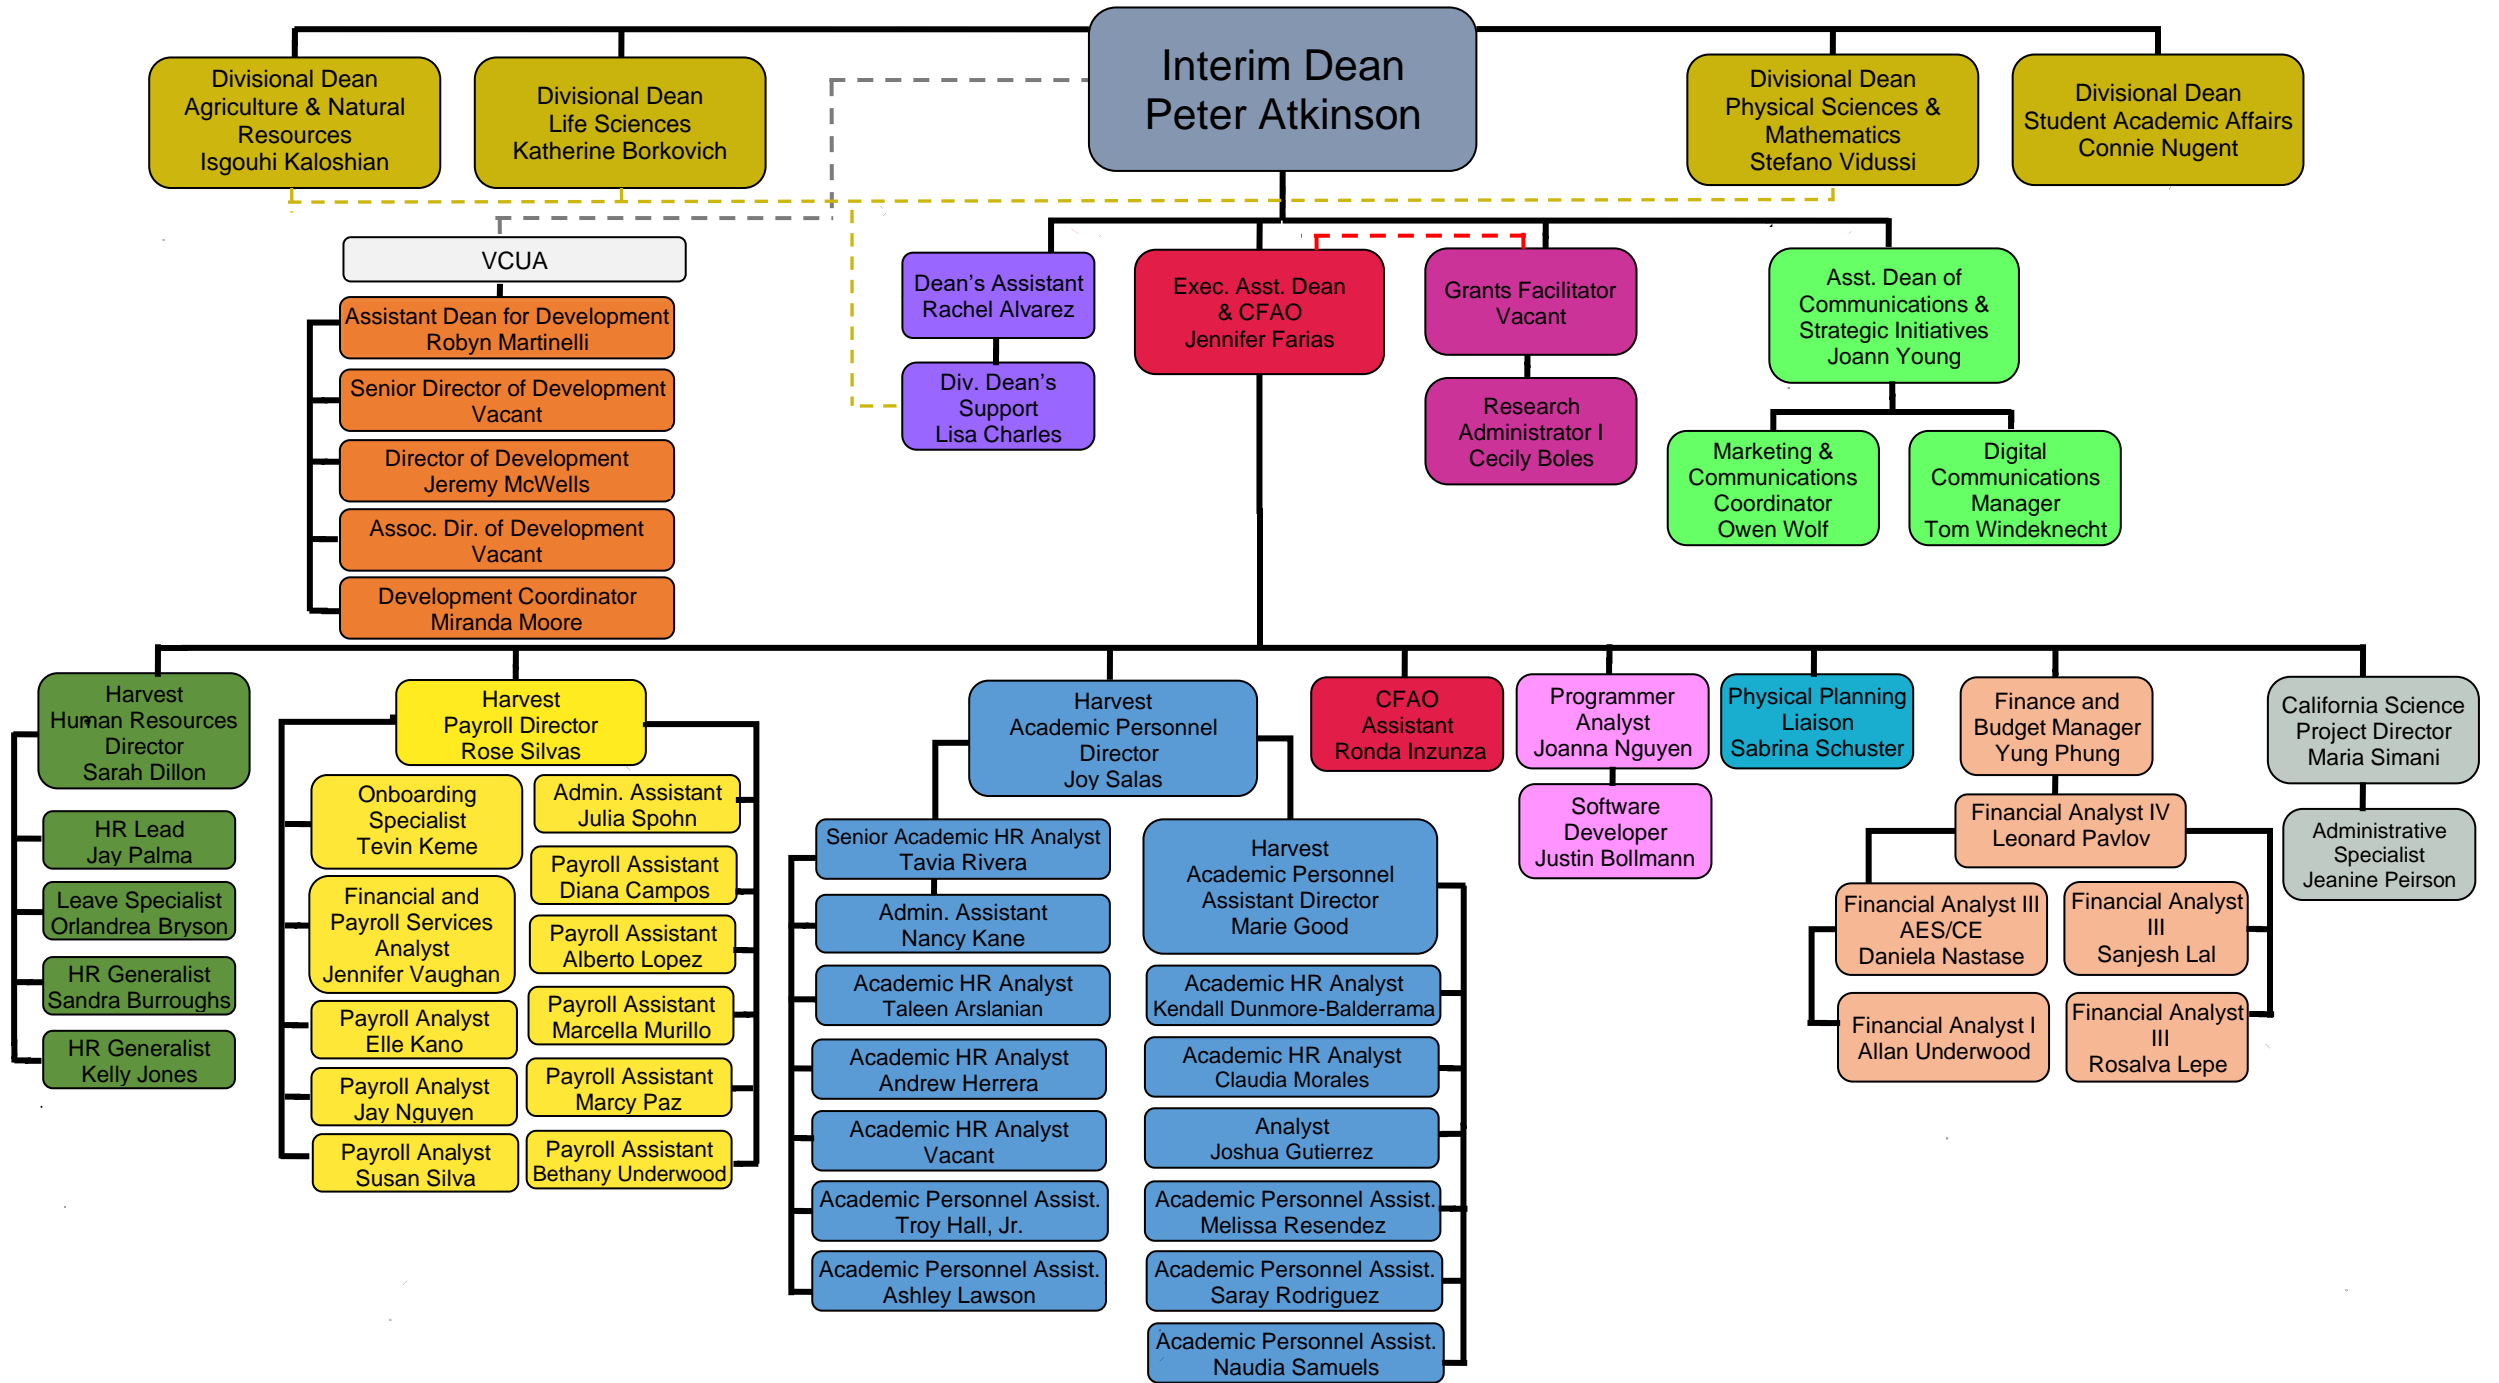 Interim Dean
Peter Atkinson
Divisional Dean
Agriculture & Natural
Resources
Isgouhi Kaloshian
Divisional Dean
Life Sciences
Katherine Borkovich
Divisional Dean
Physical Sciences &
Mathematics
Stefano Vidussi
Divisional Dean
Student Academic Affairs
Connie Nugent
VCUA
Assistant Dean for Development
Robyn Martinelli
Senior Director of Development
Vacant
Director of Development
Jeremy McWells
Assoc. Dir. of Development
Vacant
Development Coordinator
Miranda Moore
Dean's Assistant
Rachel Alvarez
Div. Dean's
Support
Lisa Charles
Exec. Asst. Dean
& CFAO
Jennifer Farias
Grants Facilitator
Vacant
Research
Administrator I
Cecily Boles
Asst. Dean of
Communications &
Strategic Initiatives
Joann Young
Marketing &
Communications
Coordinator
Owen Wolf
Digital
Communications
Manager
Tom Windeknecht
Harvest
Human Resources
Director
Sarah Dillon
HR Lead
Jay Palma
Leave Specialist
Orlandrea Bryson
HR Generalist
Sandra Burroughs
HR Generalist
Kelly Jones
Harvest
Payroll Director
Rose Silvas
Onboarding
Specialist
Tevin Keme
Financial and
Payroll Services
Analyst
Jennifer Vaughan
Payroll Analyst
Elle Kano
Payroll Analyst
Jay Nguyen
Payroll Analyst
Susan Silva
Admin. Assistant
Julia Spohn
Payroll Assistant
Diana Campos
Payroll Assistant
Alberto Lopez
Payroll Assistant
Marcella Murillo
Payroll Assistant
Marcy Paz
Payroll Assistant
Bethany Underwood
Harvest
Academic Personnel
Director
Joy Salas
Senior Academic HR Analyst
Tavia Rivera
Admin. Assistant
Nancy Kane
Academic HR Analyst
Taleen Arslanian
Academic HR Analyst
Andrew Herrera
Academic HR Analyst
Vacant
Academic Personnel Assist.
Troy Hall, Jr.
Academic Personnel Assist.
Ashley Lawson
Harvest
Academic Personnel
Assistant Director
Marie Good
Academic HR Analyst
Kendall Dunmore-Balderrama
Academic HR Analyst
Claudia Morales
Analyst
Joshua Gutierrez
Academic Personnel Assist.
Melissa Resendez
Academic Personnel Assist.
Saray Rodriguez
Academic Personnel Assist.
Naudia Samuels
CFAO
Assistant
Ronda Inzunza
Programmer
Analyst
Joanna Nguyen
Software
Developer
Justin Bollmann
Physical Planning
Liaison
Sabrina Schuster
Finance and
Budget Manager
Yung Phung
Financial Analyst IV
Leonard Pavlov
Financial Analyst III
AES/CE
Daniela Nastase
Financial Analyst I
Allan Underwood
Financial Analyst
III
Sanjesh Lal
Financial Analyst
III
Rosalva Lepe
California Science
Project Director
Maria Simani
Administrative
Specialist
Jeanine Peirson